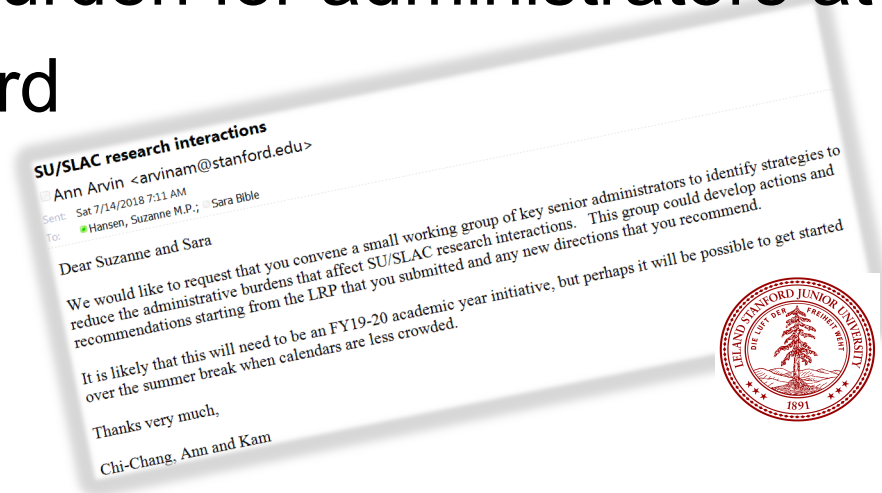 urden for administrators at
rd
SU/SLAC research interactions
Ann Arvin <arvinam@stanford.edu>
Sent: Sat 7/14/2018 7:11 AM
To: Hansen, Suzanne M.P.; Sara Bible
Dear Suzanne and Sara
We would like to request that you convene a small working group of key senior administrators to identify strategies to
reduce the administrative burdens that affect SU/SLAC research interactions. This group could develop actions and
recommendations starting from the LRP that you submitted and any new directions that you recommend.
It is likely that this will need to be an FY19-20 academic year initiative, but perhaps it will be possible to get started
over the summer break when calendars are less crowded.
Thanks very much,
Chi-Chang, Ann and Kam
LELAND STANFORD JUNIOR UNIVERSITY
DIE LUFT DER FREIHEIT WEHT
1891